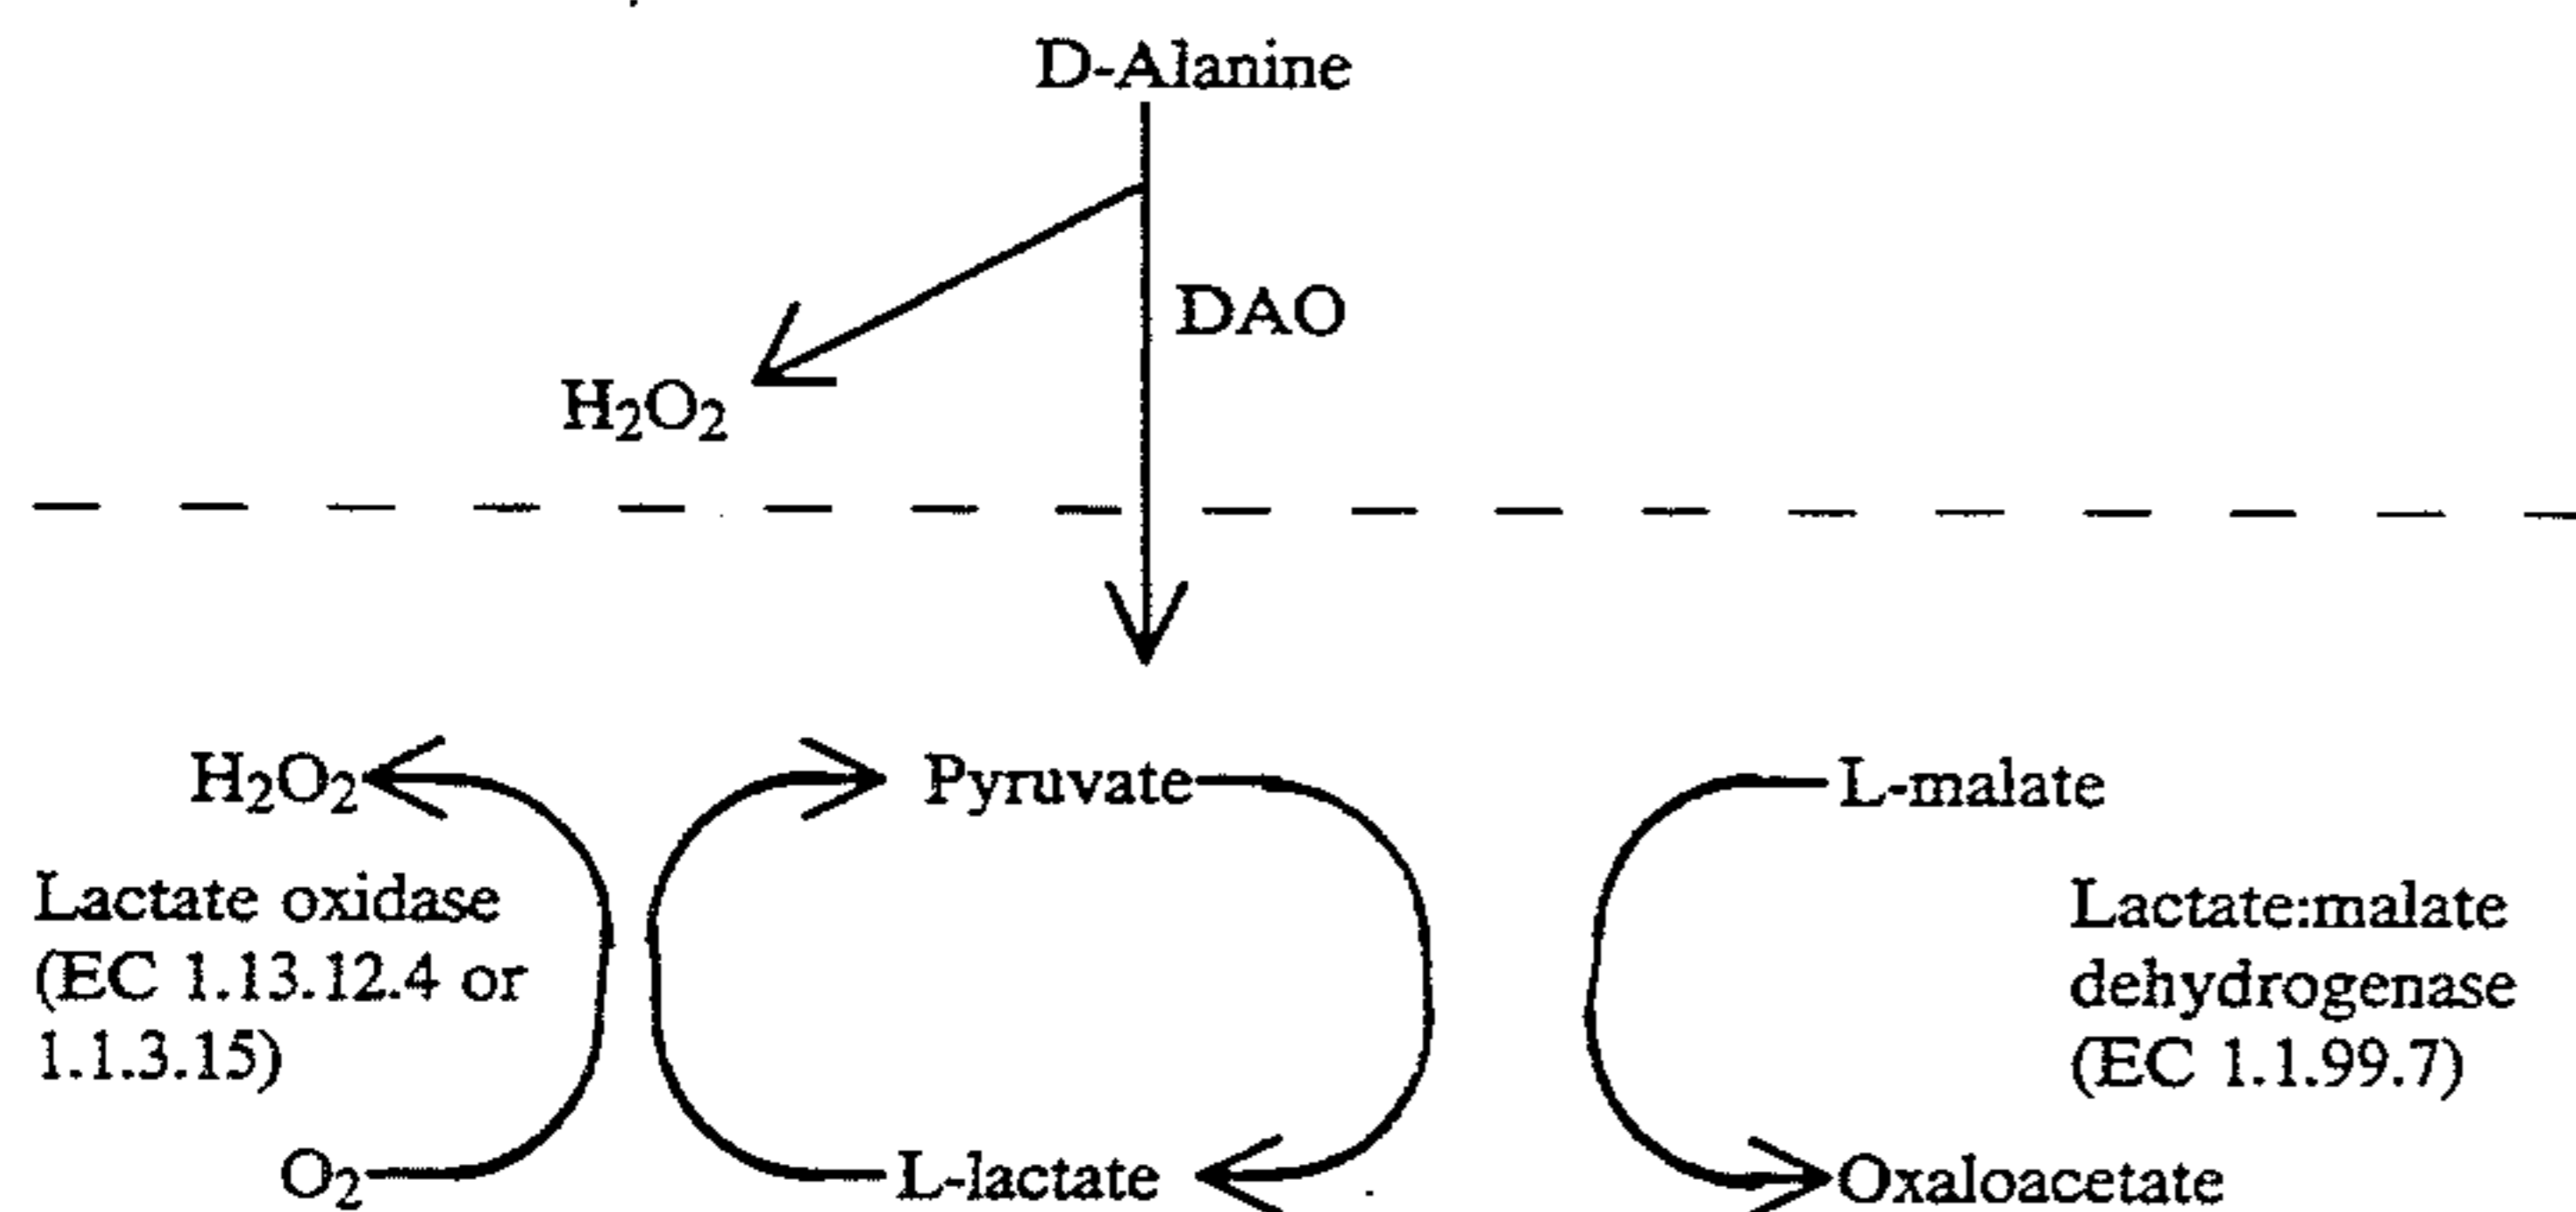 D-Alanine
DAO
H₂O₂
H₂O₂
Pyruvate
L-malate
Lactate oxidase
(EC 1.13.12.4 or
1.1.3.15)
Lactate:malate
dehydrogenase
(EC 1.1.99.7)
O₂
L-lactate
Oxaloacetate